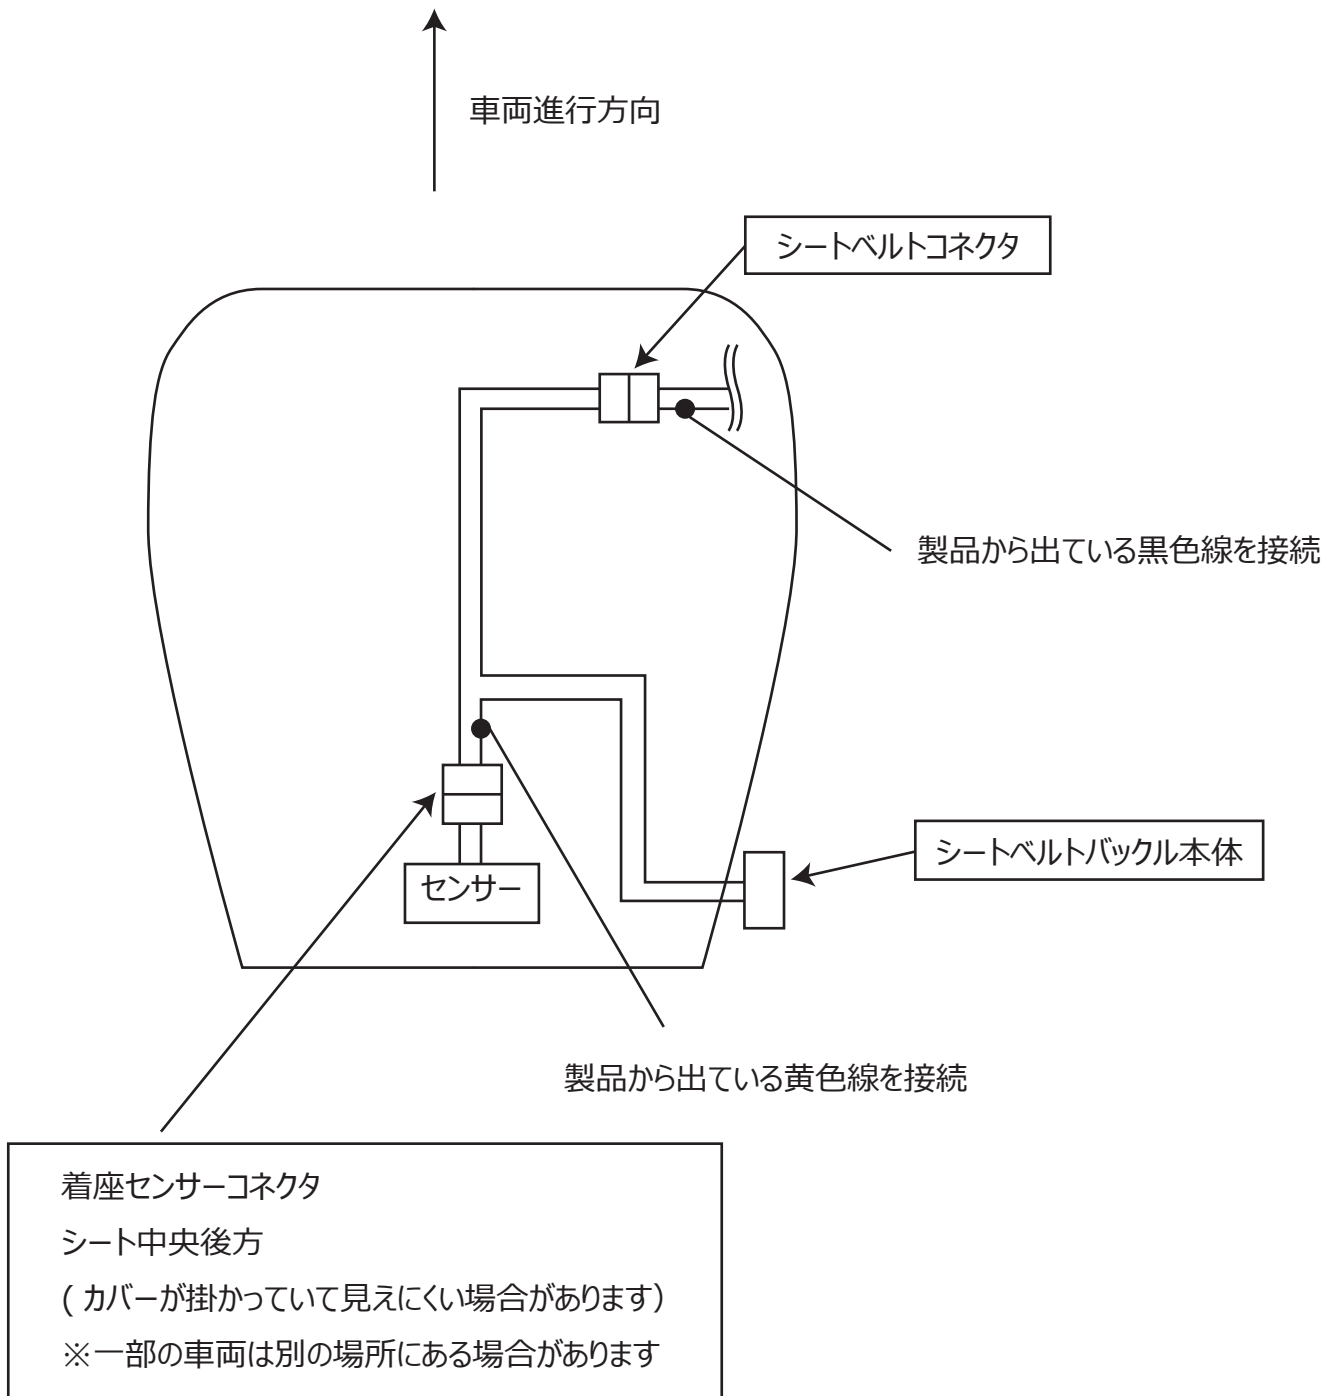 車両進行方向
シートベルトコネクタ
製品から出ている黒色線を接続
センサー
シートベルトバックル本体
製品から出ている黄色線を接続
着座センサーコネクタ
シート中央後方
( カバーが掛かっていて見えにくい場合があります)
※一部の車両は別の場所にある場合があります